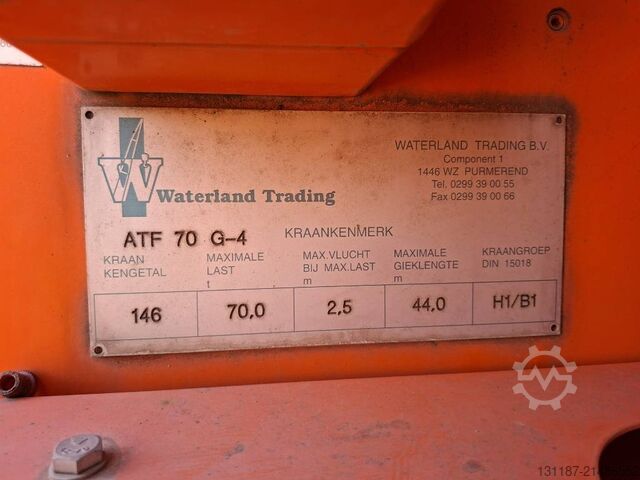 WATERLAND TRADING B.V.
Component 1
1446 WZ PURMEREND
Tel. 0299 39 00 55
Fax 0299 39 00 66
W
Waterland Trading
ATF 70 G-4
KRAANKENMERK
KRAAN KENGETAL
MAXIMALE LAST t
MAX.VLUCHT BIJ MAX.LAST m
MAXIMALE GIEKLENGTE m
KRAANGROEP DIN 15018
146 70,0 2,5 44,0 H1/B1